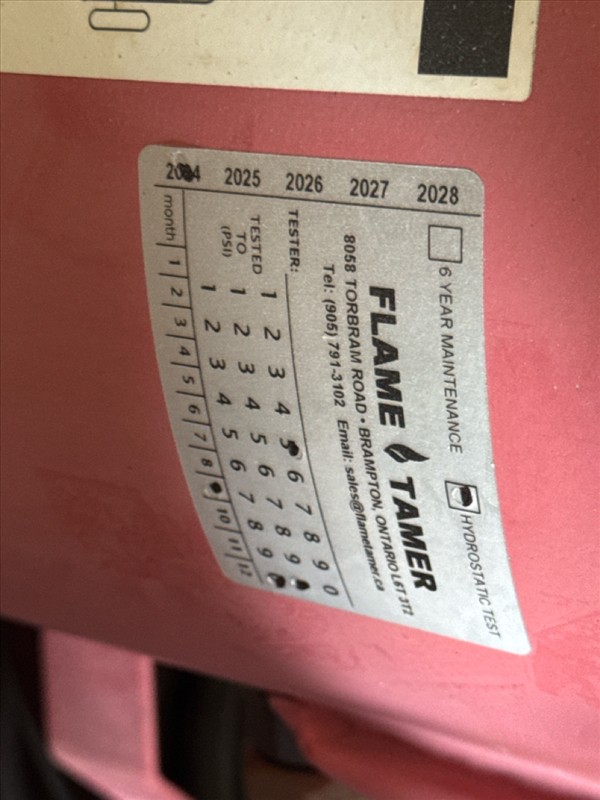 6 YEAR MAINTENANCE HYDROSTATIC TEST
FLAME TAMER
8058 TORBRAM ROAD • BRAMPTON, ONTARIO L6T 3T2
Tel: (905) 791-3102 Email: sales@flametamer.ca
TESTER:
TESTED
TO
(PSI)
1 2 3 4 5 6 7 8 9 0
1 2 3 4 5 6 7 8 9
1 2 3 4 5 6 7 8 9
month 1 2 3 4 5 6 7 8 10 11 12
2024 2025 2026 2027 2028